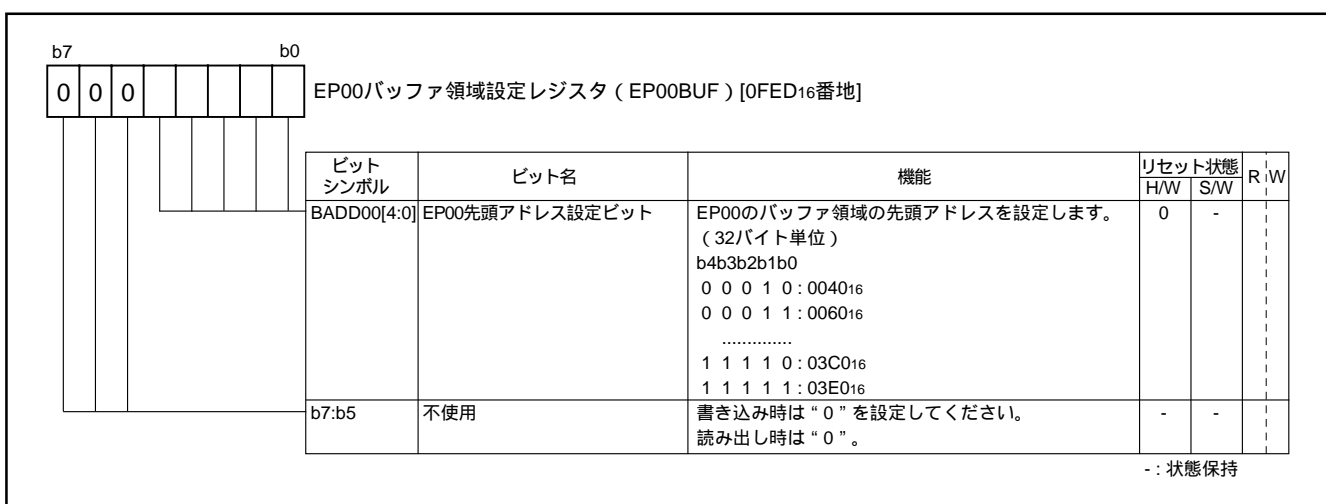 b7 b0
0 0 0 EP00バッファ領域設定レジスタ(EP00BUF)[0FED16番地]
ビットシンボル ビット名 機能 リセット状態 R W
H/W S/W
BADD00[4:0] EP00先頭アドレス設定ビット EP00のバッファ領域の先頭アドレスを設定します。 0 -
(32バイト単位)
b4b3b2b1b0
0 0 0 1 0 : 004016
0 0 0 1 1 : 006016
..............
1 1 1 1 0 : 03C016
1 1 1 1 1 : 03E016
b7:b5 不使用 書き込み時は“0”を設定してください。 - -
読み出し時は“0”。
- : 状態保持